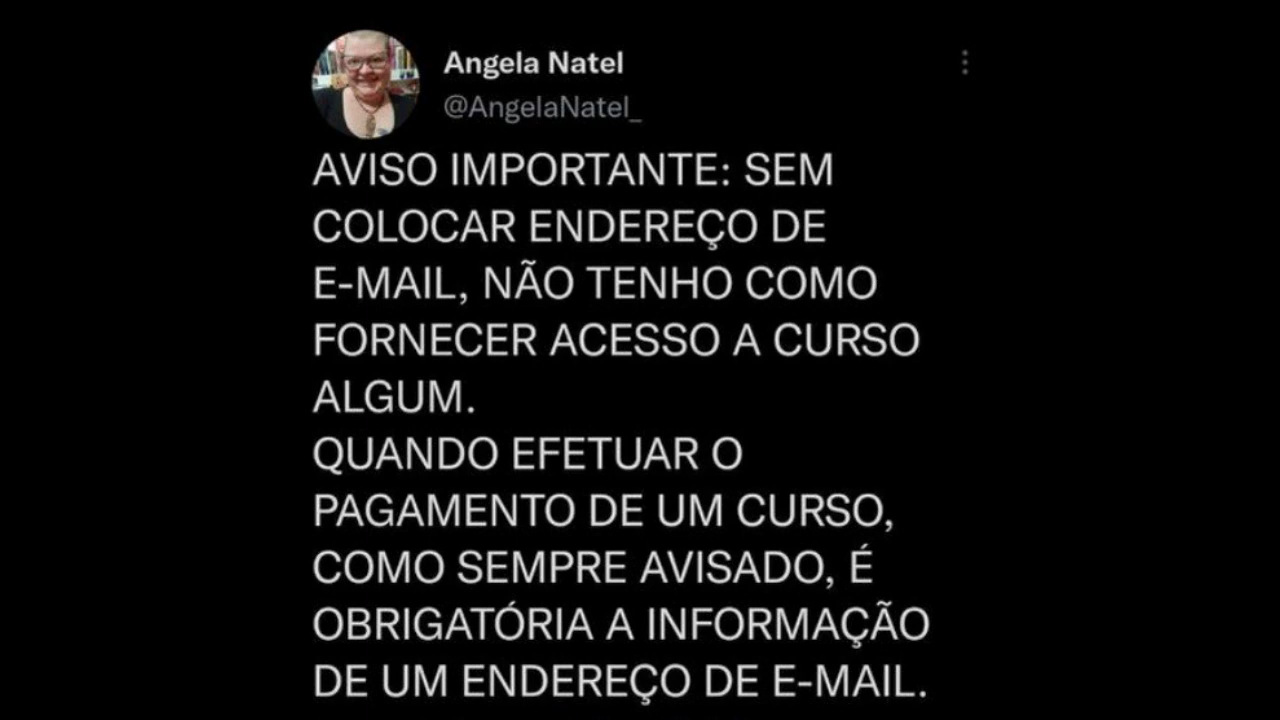 Angela Natel
@AngelaNatel_
AVISO IMPORTANTE: SEM
COLOCAR ENDEREÇO DE
E-MAIL, NÃO TENHO COMO
FORNECER ACESSO A CURSO
ALGUM.
QUANDO EFETUAR O
PAGAMENTO DE UM CURSO,
COMO SEMPRE AVISADO, É
OBRIGATÓRIA A INFORMAÇÃO
DE UM ENDEREÇO DE E-MAIL.